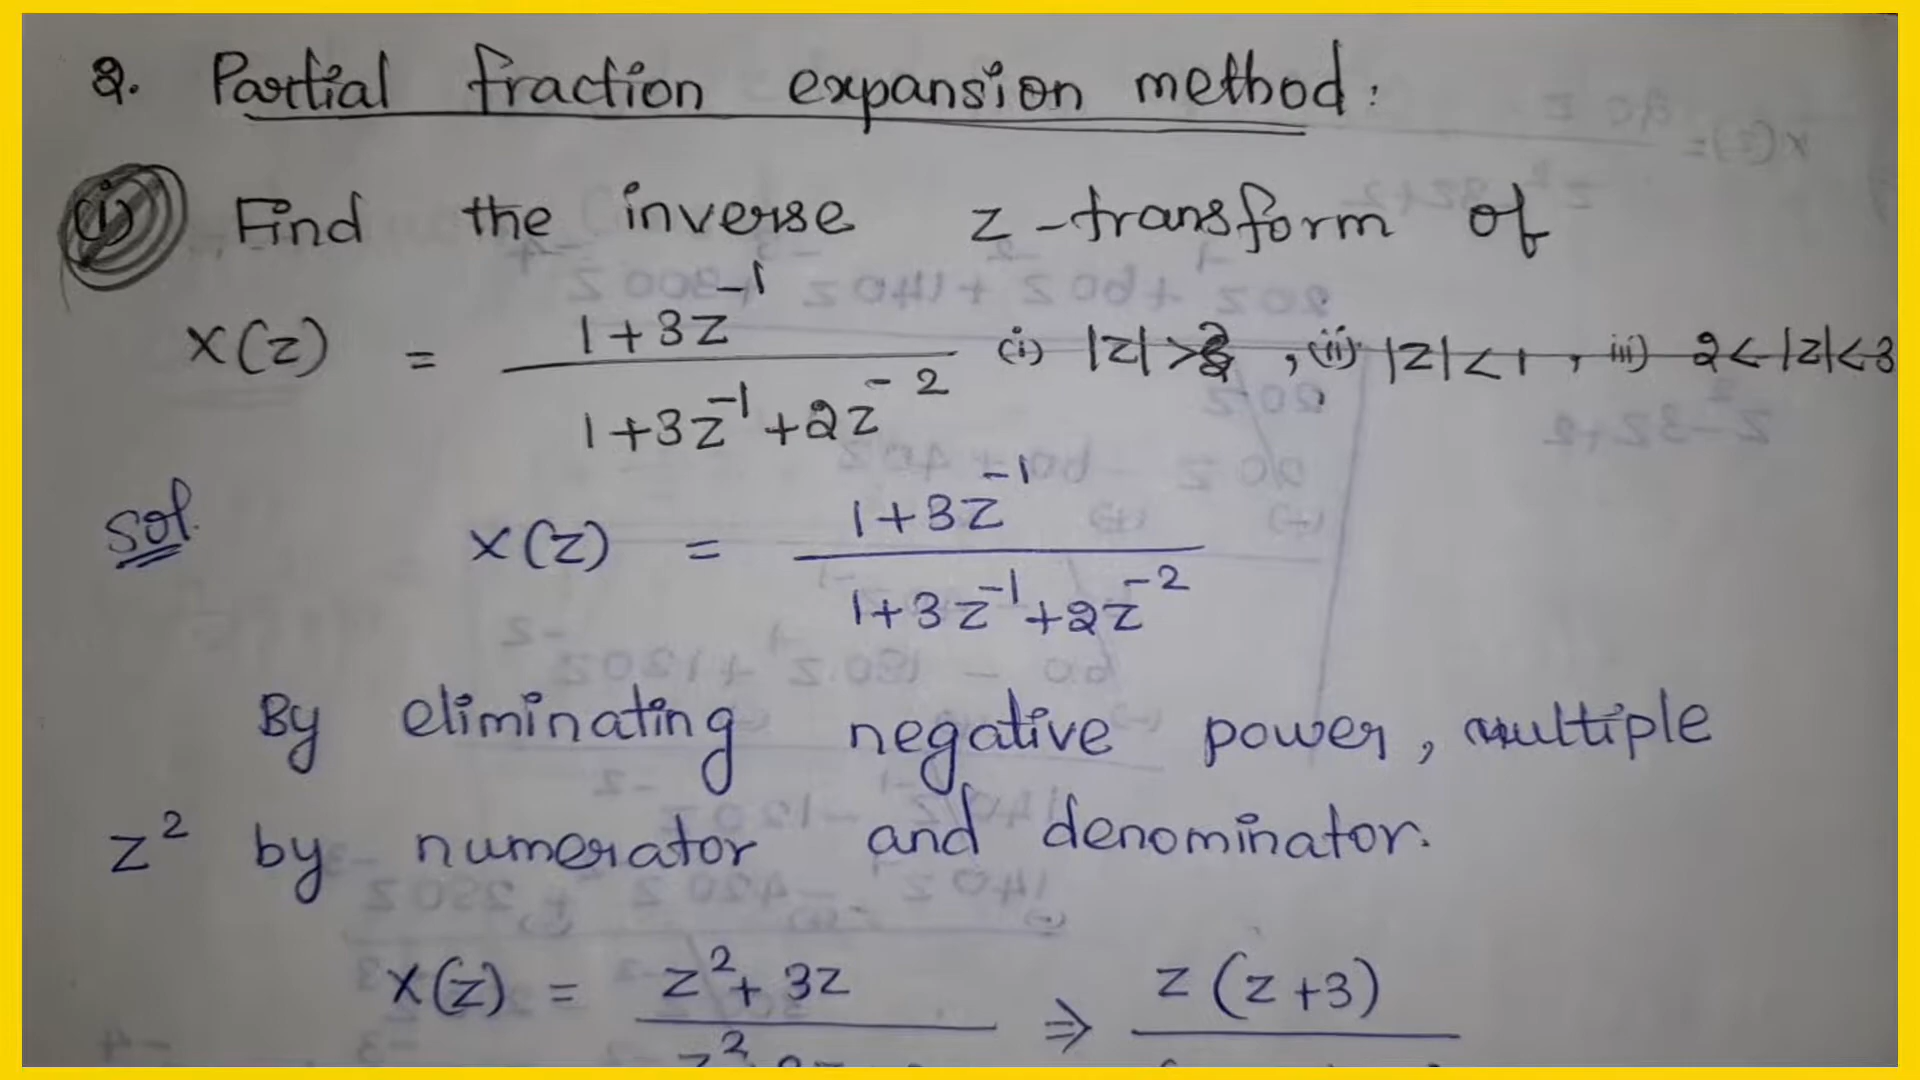 2. Partial fraction expansion method:
(i) Find the inverse z-transform of
X(z) = 1+3z^-1 / 1+3z^-1+2z^-2 (i) |z|>2, (ii) |z|<1, iii) 2<|z|<3
Sol. X(z) = 1+3z^-1 / 1+3z^-1+2z^-2
By eliminating negative power, multiple
z^2 by numerator and denominator.
X(z) = z^2+3z ⇒ z(z+3)